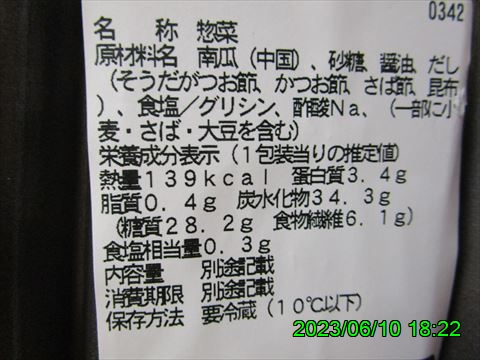 0342
名　称　惣菜
原材料名　南瓜（中国）、砂糖、醤油、だし
（そうだがつお節、かつお節、さば節、昆布
）、食塩／グリシン、酢酸Ｎａ、（一部に小
麦・さば・大豆を含む）
栄養成分表示（１包装当りの推定値）
熱量１３９ｋｃａｌ　蛋白質３．４ｇ
脂質０．４ｇ　炭水化物３４．３ｇ
（糖質２８．２ｇ　食物繊維６．１ｇ）
食塩相当量０．３ｇ
内容量　別途記載
消費期限　別途記載
保存方法　要冷蔵（１０℃以下）
2023/06/10 18:22